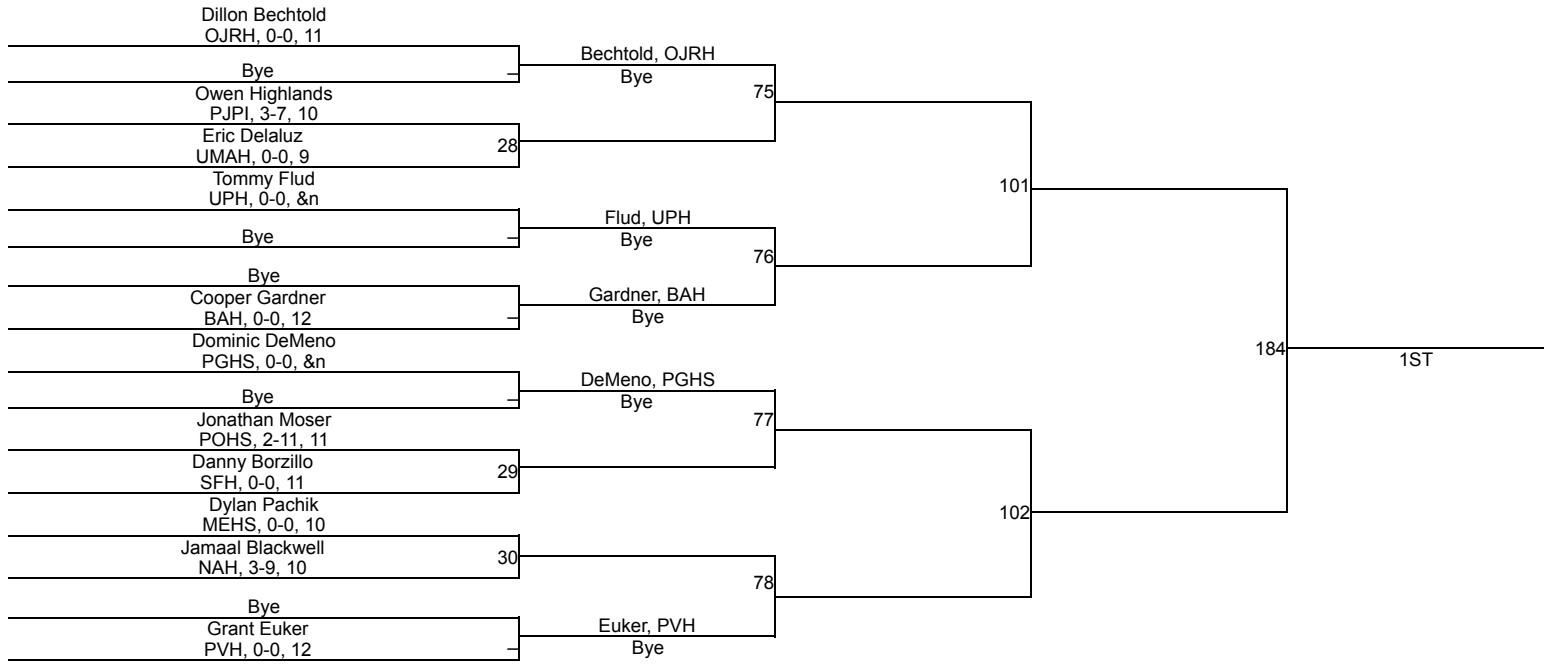 Dillon Bechtold
OJRH, 0-0, 11
Bye
–
Owen Highlands
PJPI, 3-7, 10
Eric Delaluz
UMAH, 0-0, 9
28
Tommy Flud
UPH, 0-0, &n
Bye
–
Bye
Cooper Gardner
BAH, 0-0, 12
–
Dominic DeMeno
PGHS, 0-0, &n
Bye
–
Jonathan Moser
POHS, 2-11, 11
Danny Borzillo
SFH, 0-0, 11
29
Dylan Pachik
MEHS, 0-0, 10
Jamaal Blackwell
NAH, 3-9, 10
30
Bye
Grant Euker
PVH, 0-0, 12
–
Bechtold, OJRH
Bye
75
Flud, UPH
Bye
76
Gardner, BAH
Bye
DeMeno, PGHS
Bye
77
78
Euker, PVH
Bye
101
102
184
1ST